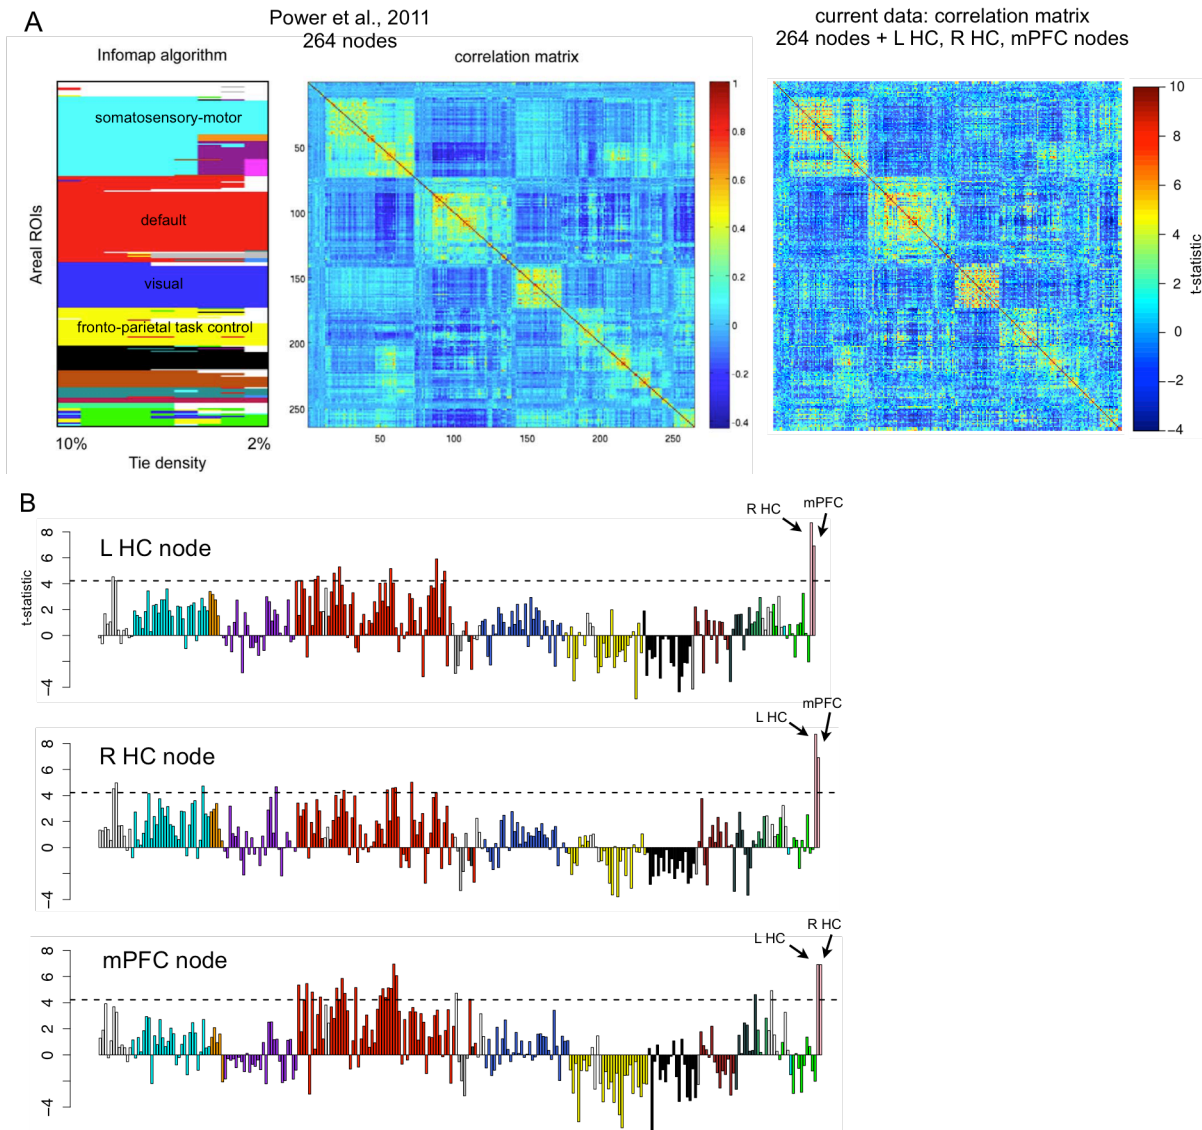 A
Power et al., 2011
264 nodes
current data: correlation matrix
264 nodes + L HC, R HC, mPFC nodes
Infomap algorithm
correlation matrix
Areal ROIs
somatosensory-motor
default
visual
fronto-parietal task control
10%
2%
Tie density
50
100
150
200
250
50
100
150
200
250
1
0.8
0.6
0.4
0.2
0
-0.2
-0.4
10
8
6
4
2
0
−2
−4
t-statistic
B
L HC node
R HC
mPFC
t-statistic
8
6
4
2
0
−4
R HC node
L HC
mPFC
8
6
4
2
0
−4
mPFC node
L HC
R HC
8
6
4
2
0
−4